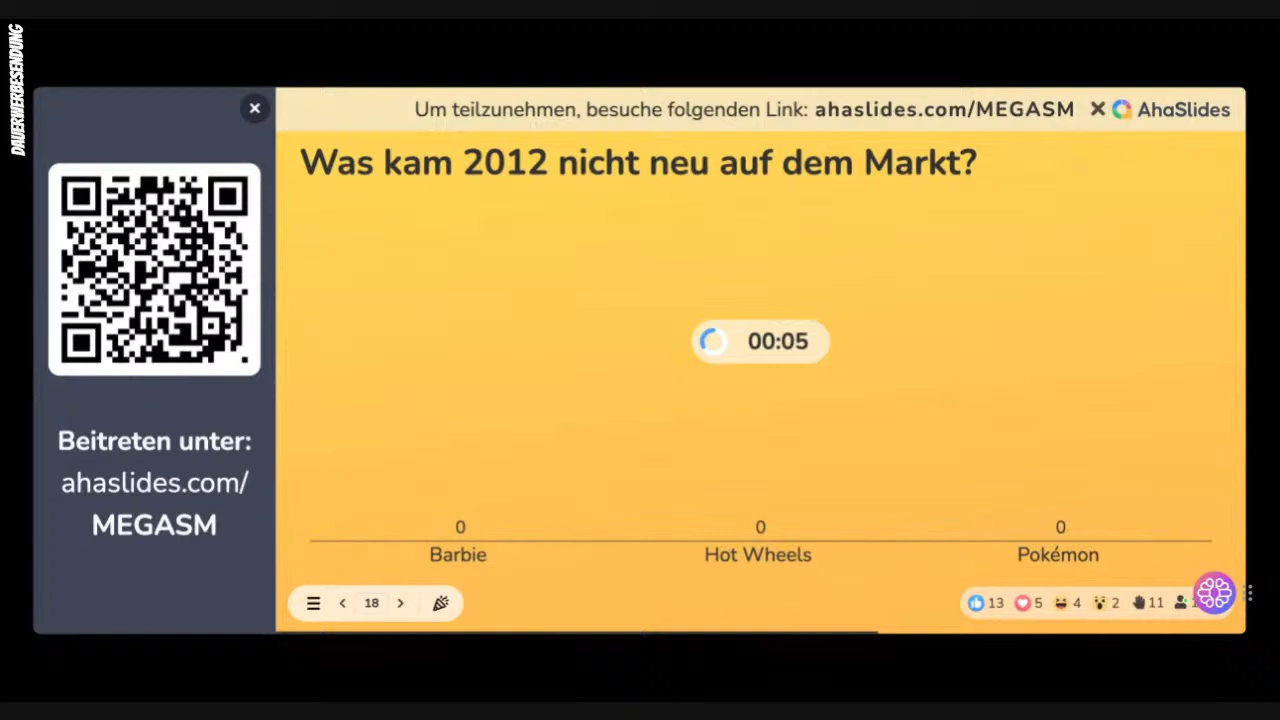 DAUERWERBESENDUNG
Um teilzunehmen, besuche folgenden Link: ahaslides.com/MEGASM
AhaSlides
Was kam 2012 nicht neu auf dem Markt?
00:05
Beitreten unter:
ahaslides.com/
MEGASM
0 0 0
Barbie Hot Wheels Pokémon
18
13 5 4 2 11